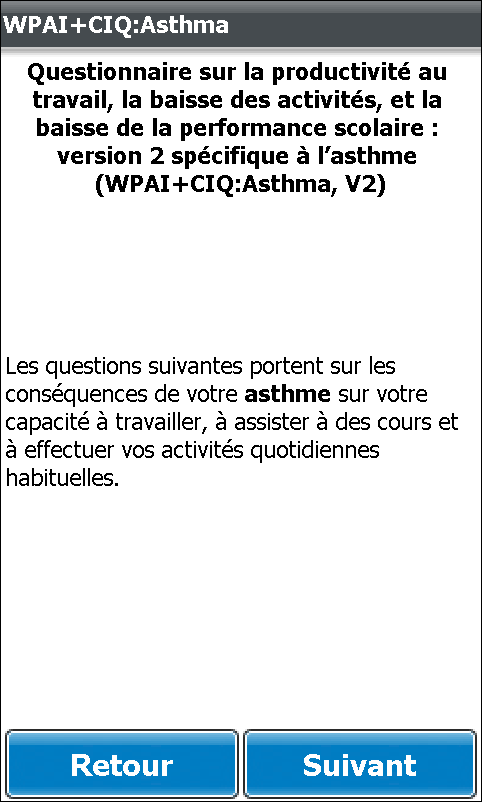 WPAI+CIQ:Asthma
Questionnaire sur la productivité au
travail, la baisse des activités, et la
baisse de la performance scolaire :
version 2 spécifique à l’asthme
(WPAI+CIQ:Asthma, V2)
Les questions suivantes portent sur les
conséquences de votre asthme sur votre
capacité à travailler, à assister à des cours et
à effectuer vos activités quotidiennes
habituelles.
Retour
Suivant